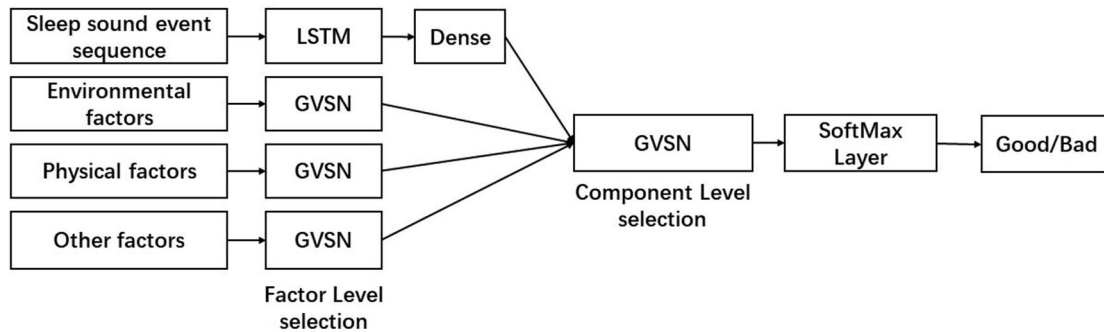 Sleep sound event
sequence
LSTM
Dense
Environmental
factors
GVSN
Physical factors
GVSN
Other factors
GVSN
Factor Level
selection
GVSN
Component Level
selection
SoftMax
Layer
Good/Bad